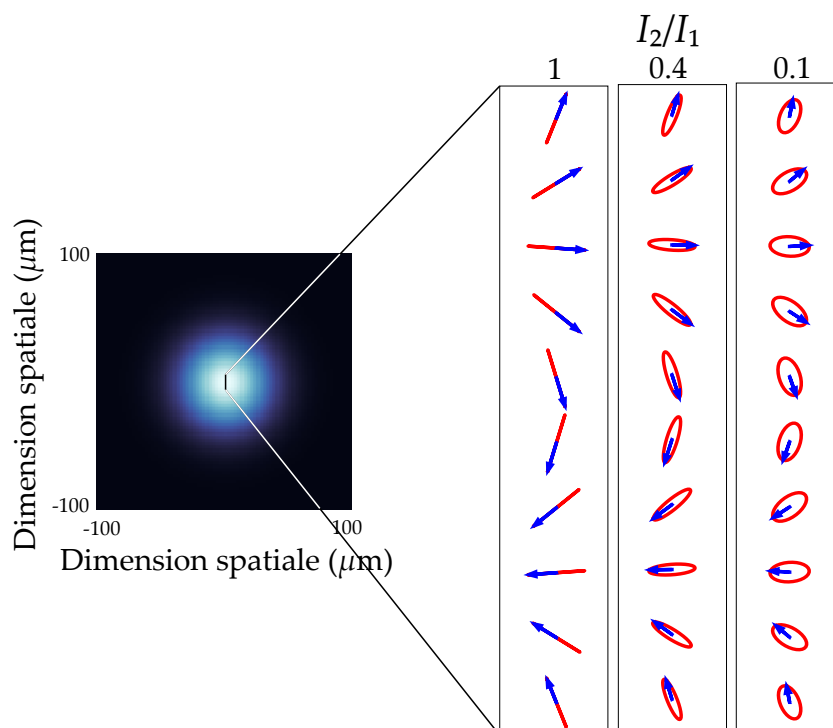 I₂/I₁
1 0.4 0.1
100
Dimension spatiale (µm)
-100
-100 100
Dimension spatiale (µm)